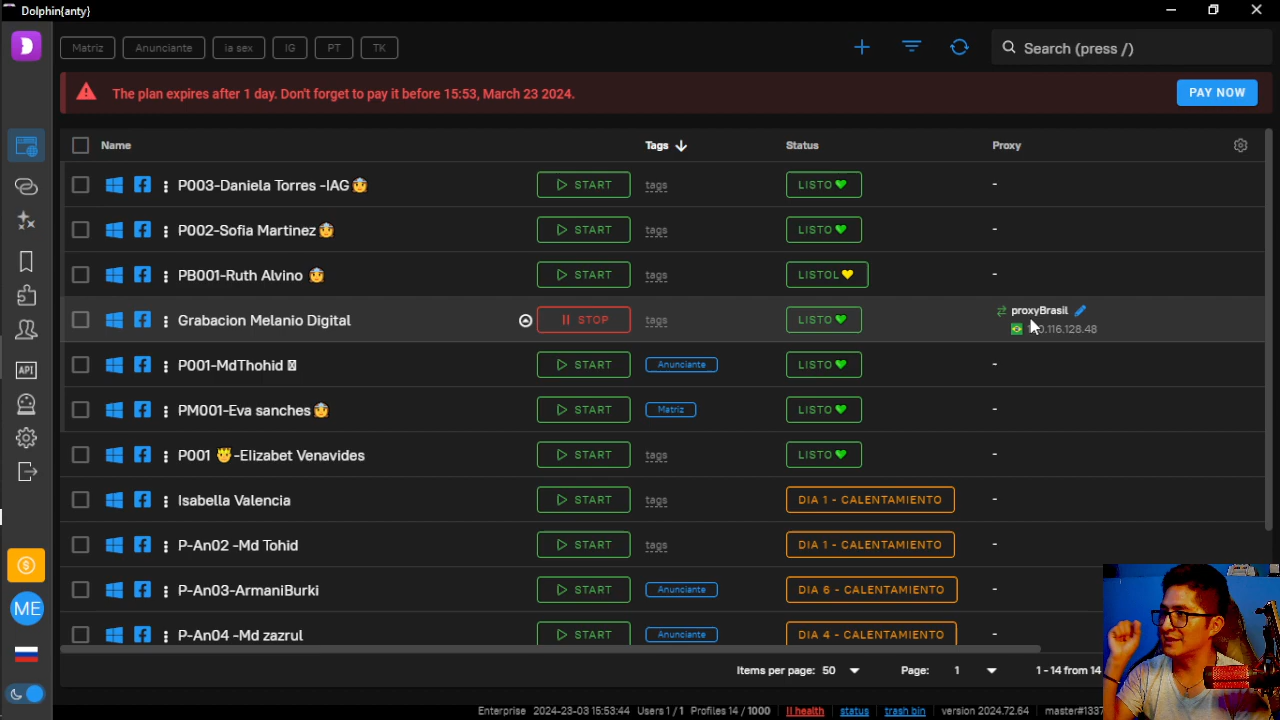 Dolphin{anty}
Matriz Anunciante ia sex IG PT TK Search (press /)
The plan expires after 1 day. Don't forget to pay it before 15:53, March 23 2024. PAY NOW
Name Tags Status Proxy
P003-Daniela Torres -IAG START tags LISTO -
P002-Sofia Martinez START tags LISTO -
PB001-Ruth Alvino START tags LISTOL -
Grabacion Melanio Digital STOP tags LISTO proxyBrasil
.116.128.48
P001-MdThohid START Anunciante LISTO -
PM001-Eva sanches START Matriz LISTO -
P001 -Elizabet Venavides START tags LISTO -
Isabella Valencia START tags DIA 1 - CALENTAMIENTO -
P-An02 -Md Tohid START tags DIA 1 - CALENTAMIENTO -
P-An03-ArmaniBurki START Anunciante DIA 6 - CALENTAMIENTO -
P-An04 -Md zazrul START Anunciante DIA 4 - CALENTAMIENTO -
API
ME
Items per page: 50 Page: 1 1 - 14 from 14
Enterprise 2024-23-03 15:53:44 Users 1 / 1 Profiles 14 / 1000 health status trash bin version 2024.72.64 master#1337